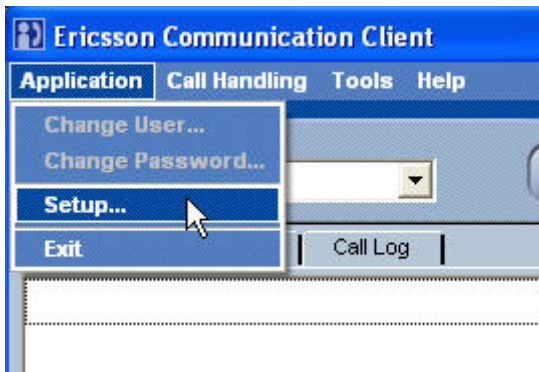 Ericsson Communication Client
Application Call Handling Tools Help
Change User...
Change Password...
Setup...
Exit
Call Log